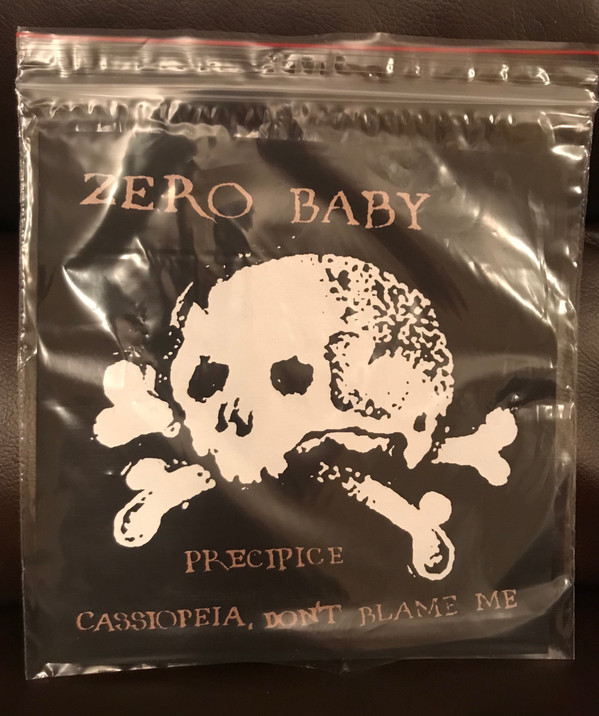 ZERO BABY
PRECIPICE
CASSIOPEIA, DON'T BLAME ME